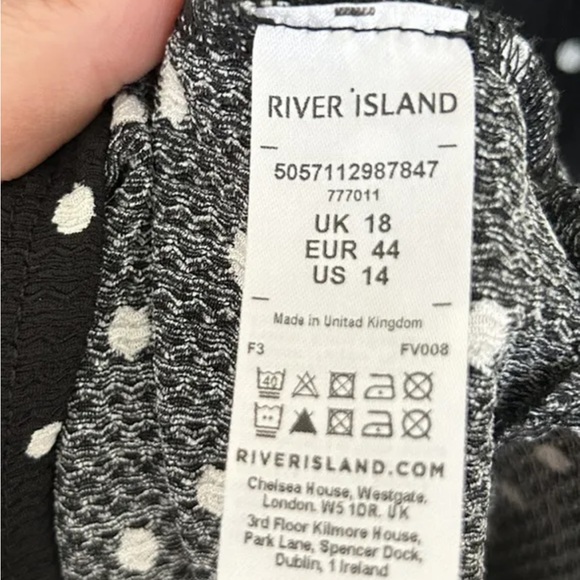 RIVER ISLAND
5057112987847
777011
UK 18
EUR 44
US 14
Made in United Kingdom
F3 FV008
40
RIVERISLAND.COM
Chelsea House, Westgate,
London. W5 1DR. UK
3rd Floor Kilmore House,
Park Lane, Spencer Dock,
Dublin, 1 Ireland